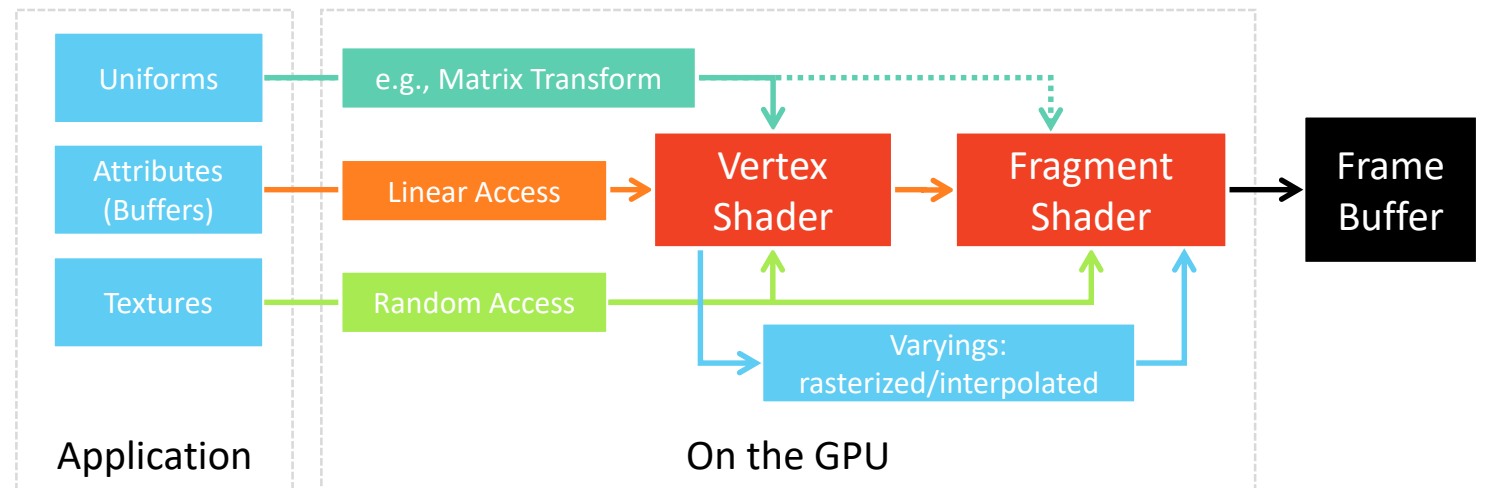 Uniforms
e.g., Matrix Transform
Attributes
(Buffers)
Linear Access
Vertex
Shader
Fragment
Shader
Frame
Buffer
Textures
Random Access
Varyings:
rasterized/interpolated
Application
On the GPU